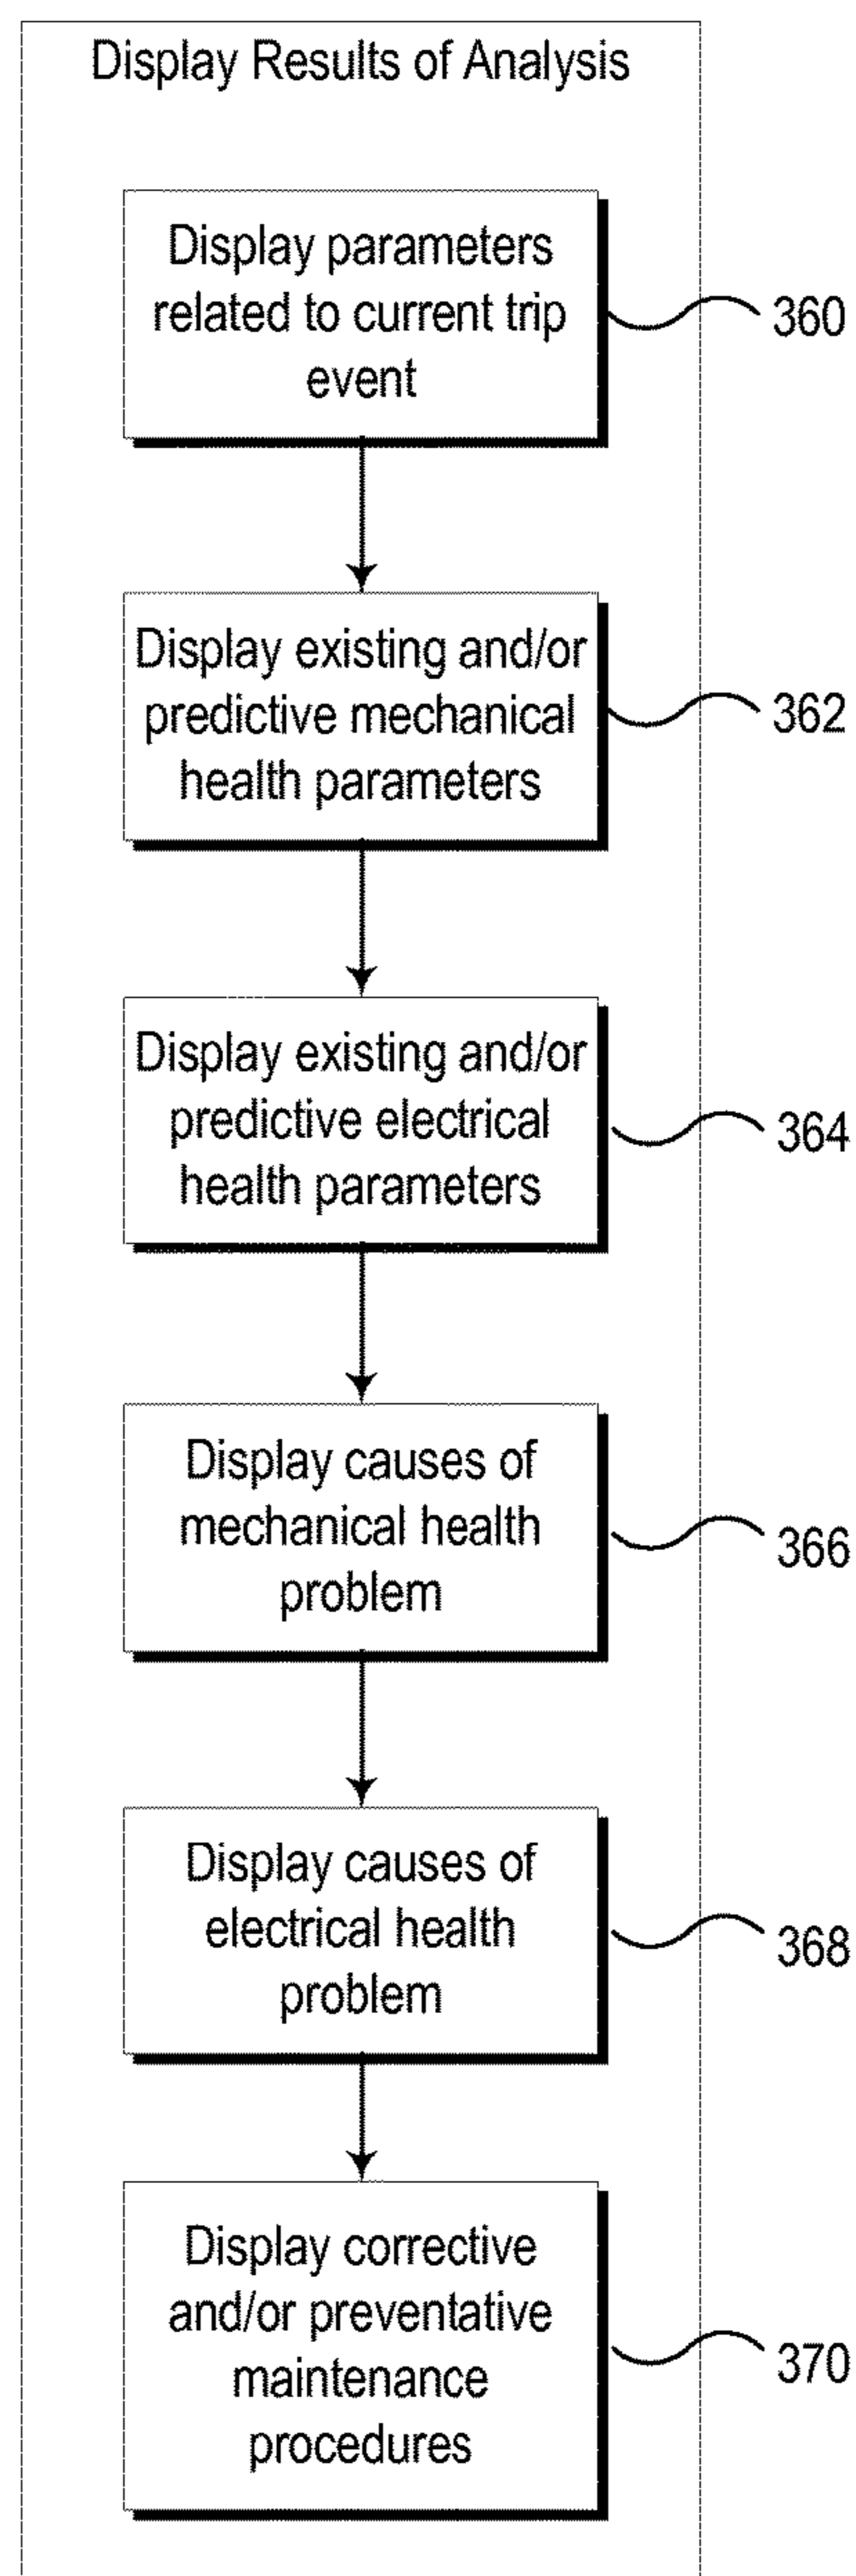 Display Results of Analysis
Display parameters
related to current trip
event
360
Display existing and/or
predictive mechanical
health parameters
362
Display existing and/or
predictive electrical
health parameters
364
Display causes of
mechanical health
problem
366
Display causes of
electrical health
problem
368
Display corrective
and/or preventative
maintenance
procedures
370